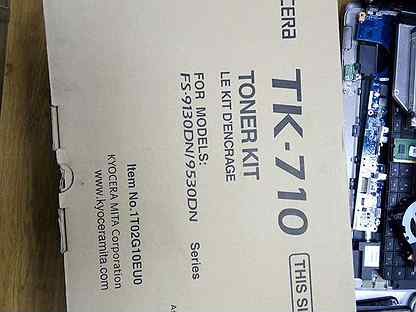 CERA
TK-710
THIS SI
TONER KIT
LE KIT D'ENCRAGE
FOR MODELS:
FS-9130DN/9530DN Series
Item No.1T02G10EU0
KYOCERA MITA Corporation
www.kyoceramita.com